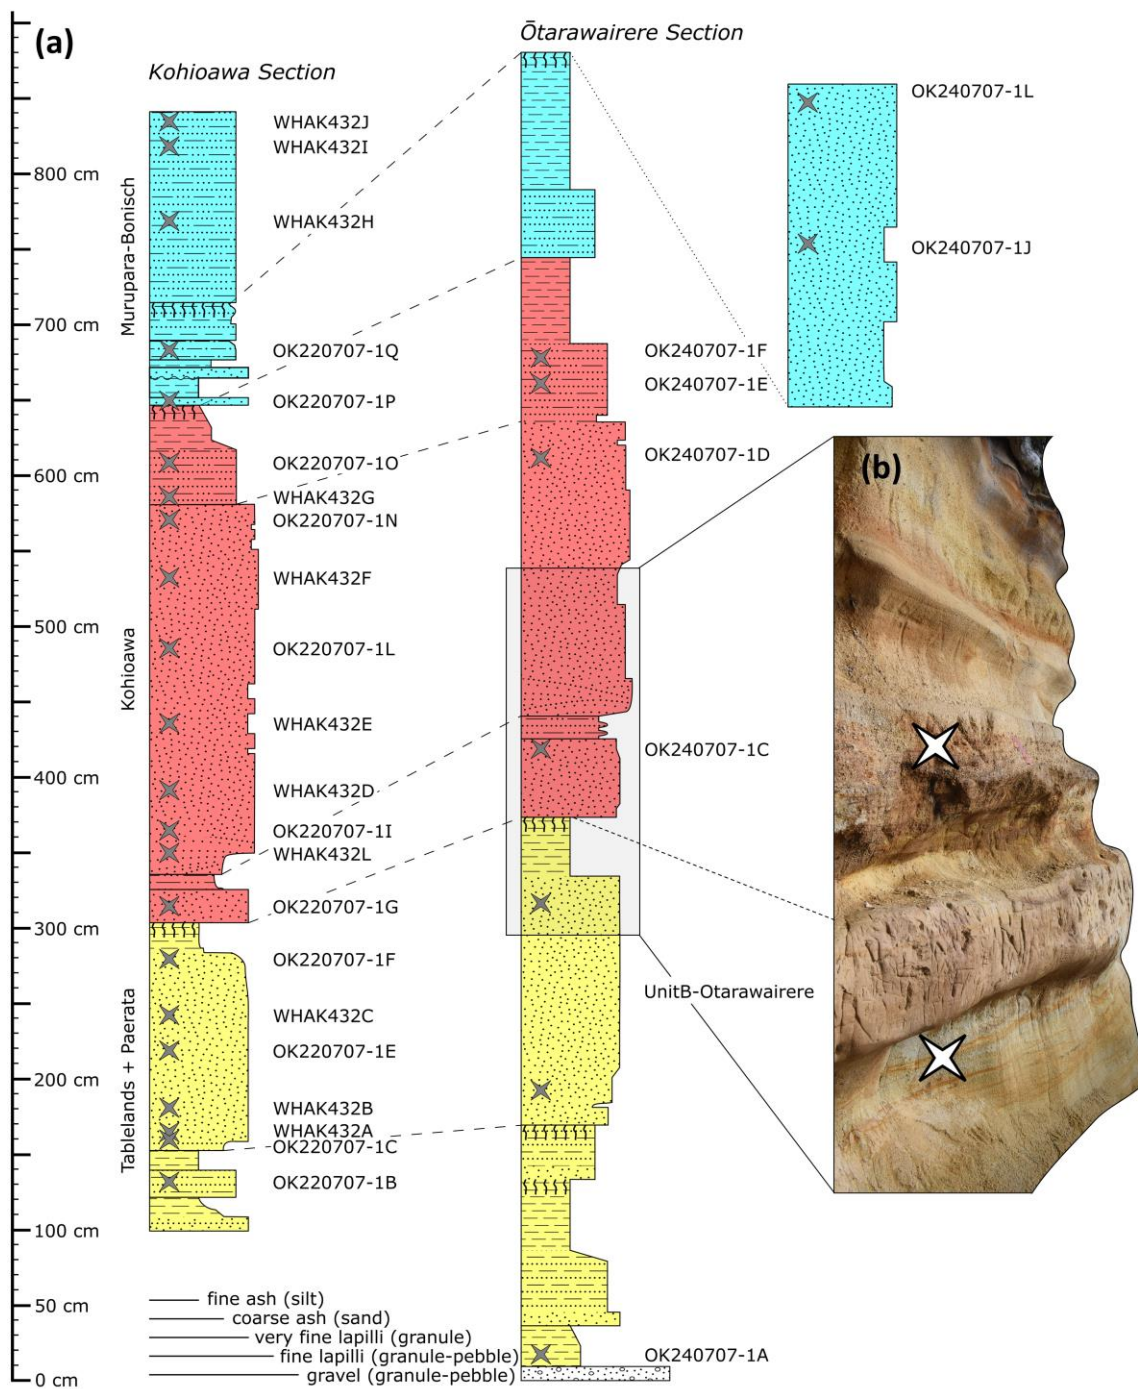 (a)
Kohioawa Section
Ōtarawairere Section
800 cm
700 cm
600 cm
500 cm
400 cm
300 cm
200 cm
100 cm
50 cm
0 cm
Murupara-Bonisch
Kohioawa
Tablelands + Paerata
WHAK432J
WHAK432I
WHAK432H
OK220707-1Q
OK220707-1P
OK220707-1O
WHAK432G
OK220707-1N
WHAK432F
OK220707-1L
WHAK432E
WHAK432D
OK220707-1I
WHAK432L
OK220707-1G
OK220707-1F
WHAK432C
OK220707-1E
WHAK432B
WHAK432A
OK220707-1C
OK220707-1B
OK240707-1F
OK240707-1E
OK240707-1D
OK240707-1C
UnitB-Otarawairere
OK240707-1A
OK240707-1L
OK240707-1J
(b)
fine ash (silt)
coarse ash (sand)
very fine lapilli (granule)
fine lapilli (granule-pebble)
gravel (granule-pebble)